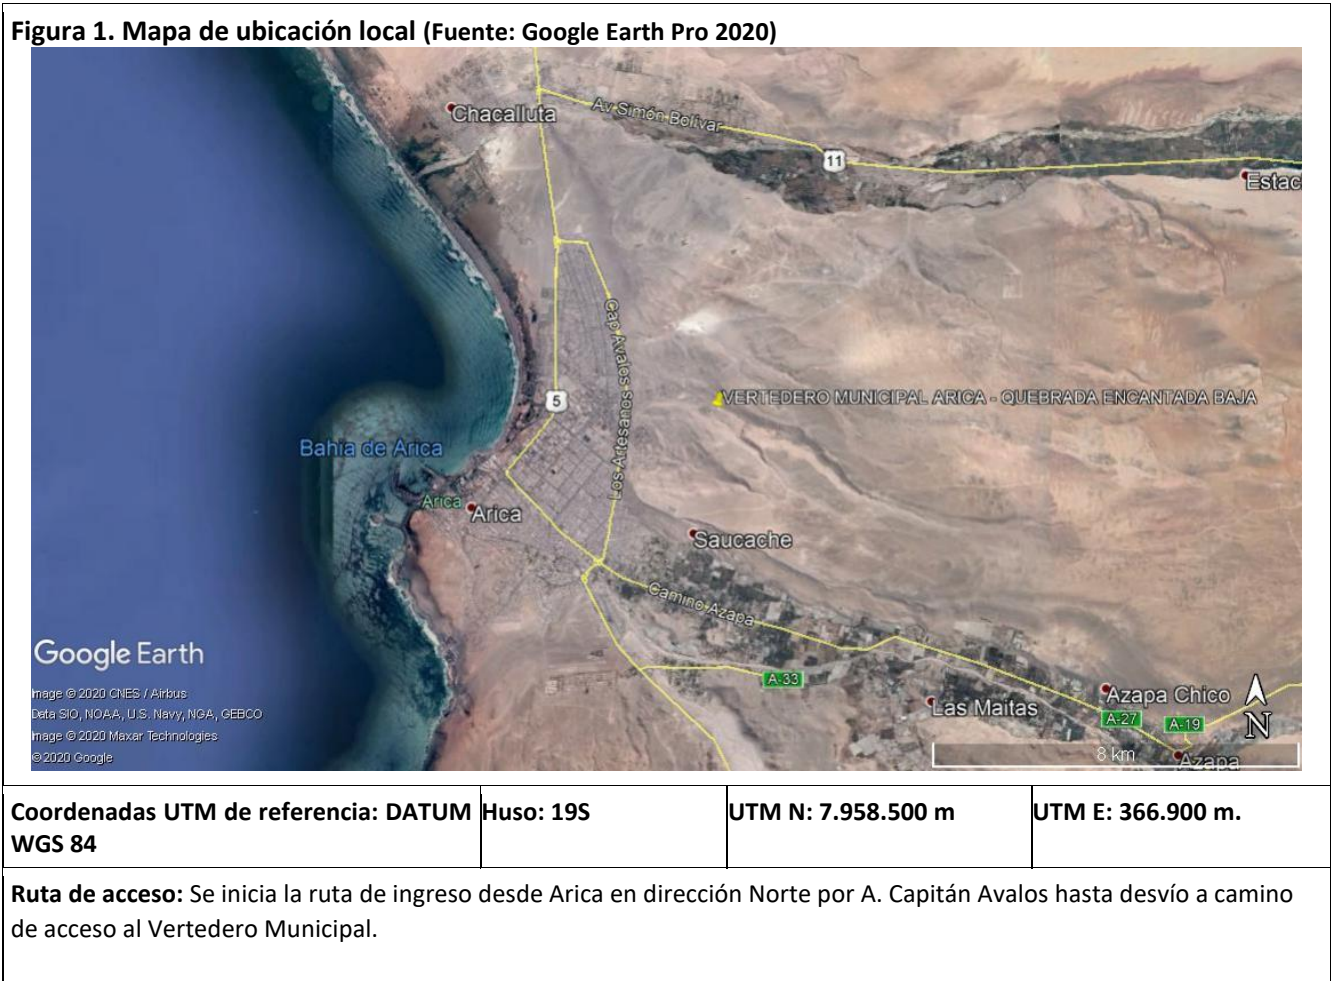 Figura 1. Mapa de ubicación local (Fuente: Google Earth Pro 2020)
Chacalluta
Av Simón Bolívar
11
Estac
Cap Avalos
VERTEDERO MUNICIPAL ARICA - QUEBRADA ENCANTADA BAJA
5
Bahía de Arica
Los Artesanos
Arica
Arica
Saucache
Camino Azapa
Google Earth
A-33
Image © 2020 CNES / Airbus
Azapa Chico
Las Maitas
Data SIO, NOAA, U.S. Navy, NGA, GEBCO
A-27
A-19
N
Image © 2020 Maxar Technologies
8 km
© 2020 Google
Azapa
Coordenadas UTM de referencia: DATUM
WGS 84
Huso: 19S
UTM N: 7.958.500 m
UTM E: 366.900 m.
Ruta de acceso: Se inicia la ruta de ingreso desde Arica en dirección Norte por A. Capitán Avalos hasta desvío a camino
de acceso al Vertedero Municipal.